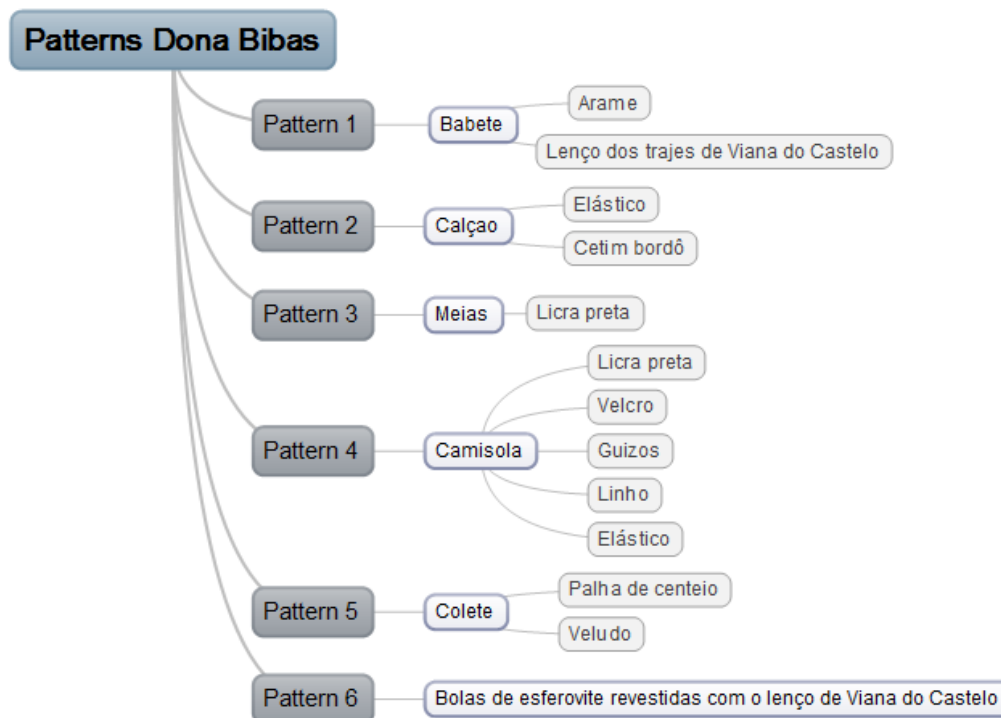 Patterns Dona Bibas
Pattern 1
Babete
Arame
Lenço dos trajes de Viana do Castelo
Pattern 2
Calçao
Elástico
Cetim bordô
Pattern 3
Meias
Licra preta
Pattern 4
Camisola
Licra preta
Velcro
Guizos
Linho
Elástico
Pattern 5
Colete
Palha de centeio
Veludo
Pattern 6
Bolas de esferovite revestidas com o lenço de Viana do Castelo